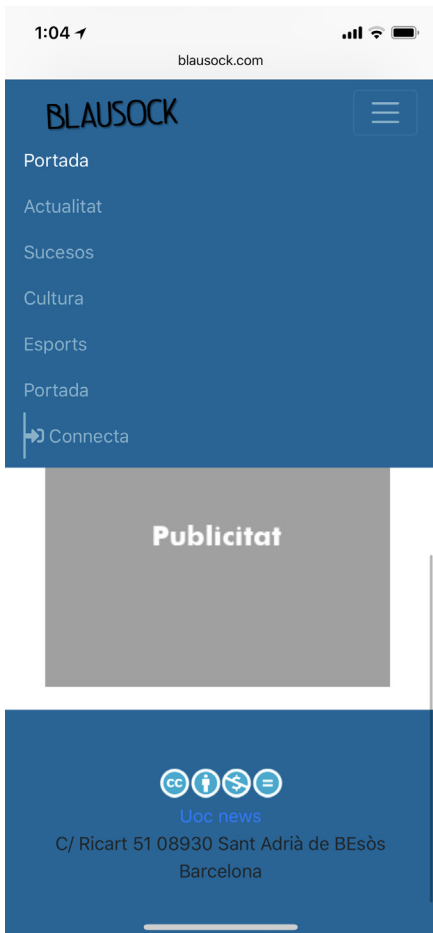 1:04
blausock.com
BLAUSOCK
Portada
Actualitat
Sucesos
Cultura
Esports
Portada
Connecta
Publicitat
cc
Uoc news
C/ Ricart 51 08930 Sant Adrià de BEsòs
Barcelona